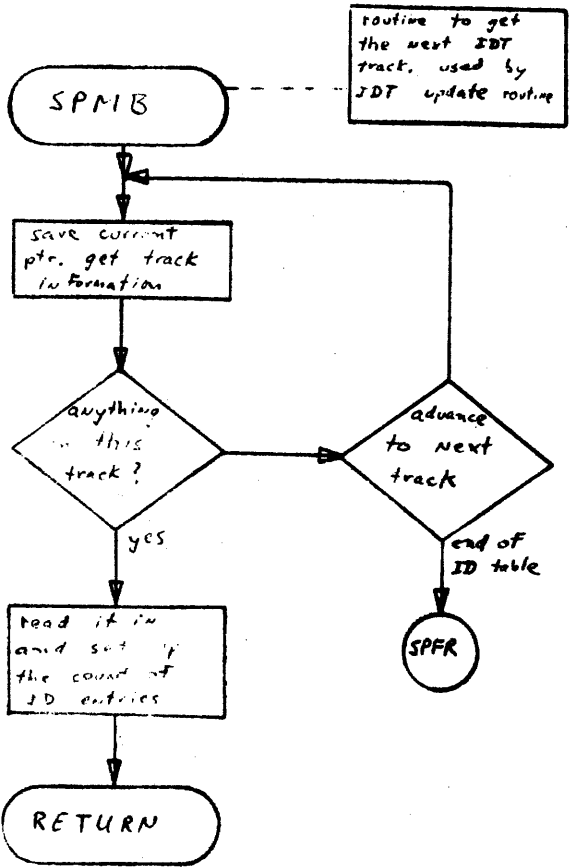 routine to get
the next IDT
track. used by
IDT update routine
SPMB
save current
ptr. get track
information
anything
in this
track?
advance
to next
track
yes
end of
ID table
SPFR
read it in
and set up
the count of
ID entries
RETURN